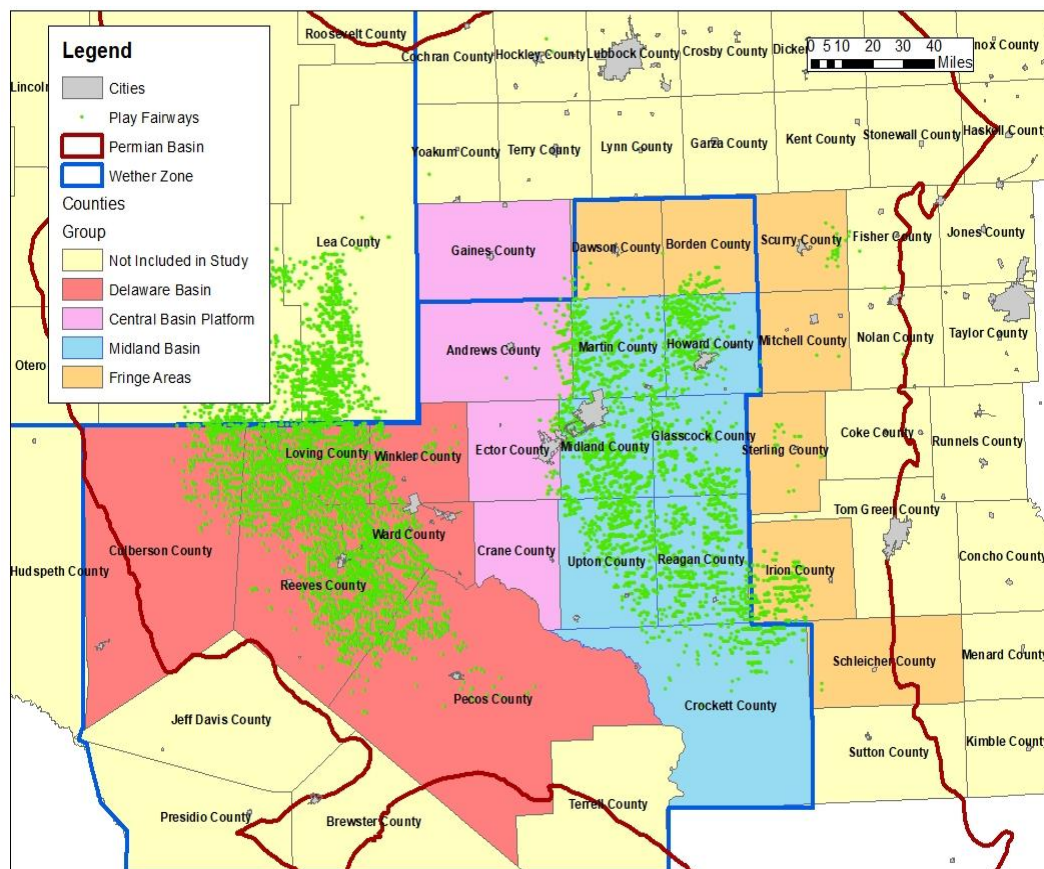 Legend
Cities
Play Fairways
Permian Basin
Wether Zone
Counties
Group
Not Included in Study
Delaware Basin
Central Basin Platform
Midland Basin
Fringe Areas
0 5 10 20 30 40
Miles
Roosevelt County
Cochran County
Hockley County
Lubbock County
Crosby County
Dicker
nox County
Lincoln
Yoakum County
Terry County
Lynn County
Garza County
Kent County
Stonewall County
Haskell County
Lea County
Gaines County
Dawson County
Borden County
Scurry County
Fisher County
Jones County
Otero
Andrews County
Martin County
Howard County
Mitchell County
Nolan County
Taylor County
Loving County
Winkler County
Ector County
Midland County
Glasscock County
Sterling County
Coke County
Runnels County
Tom Green County
Hudspeth County
Culberson County
Ward County
Reeves County
Crane County
Upton County
Reagan County
Irion County
Concho County
Jeff Davis County
Pecos County
Crockett County
Schleicher County
Menard County
Sutton County
Kimble County
Presidio County
Brewster County
Terrell County